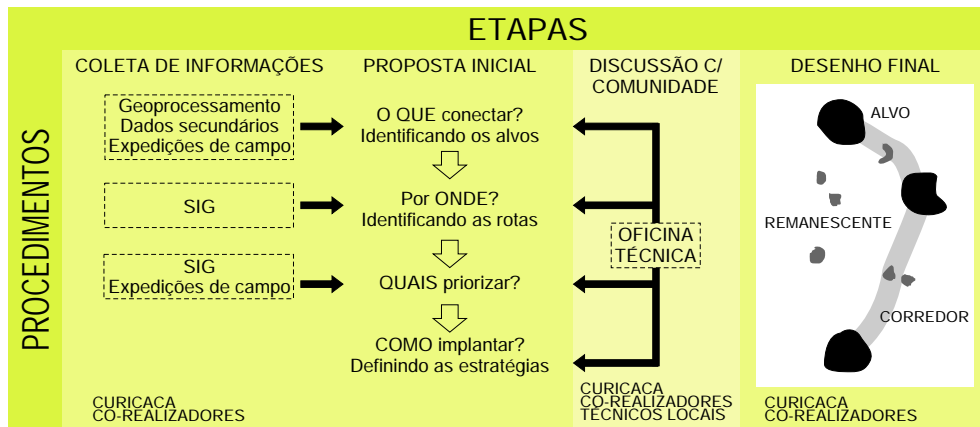 ETAPAS
PROCEDIMENTOS
COLETA DE INFORMAÇÕES
Geoprocessamento
Dados secundários
Expedições de campo
SIG
SIG
Expedições de campo
CURICACA
CO-REALIZADORES
PROPOSTA INICIAL
O QUE conectar?
Identificando os alvos
Por ONDE?
Identificando as rotas
QUAIS priorizar?
COMO implantar?
Definindo as estratégias
DISCUSSÃO C/
COMUNIDADE
OFICINA
TÉCNICA
CURICACA
CO-REALIZADORES
TÉCNICOS LOCAIS
DESENHO FINAL
ALVO
REMANESCENTE
CORREDOR
CURICACA
CO-REALIZADORES